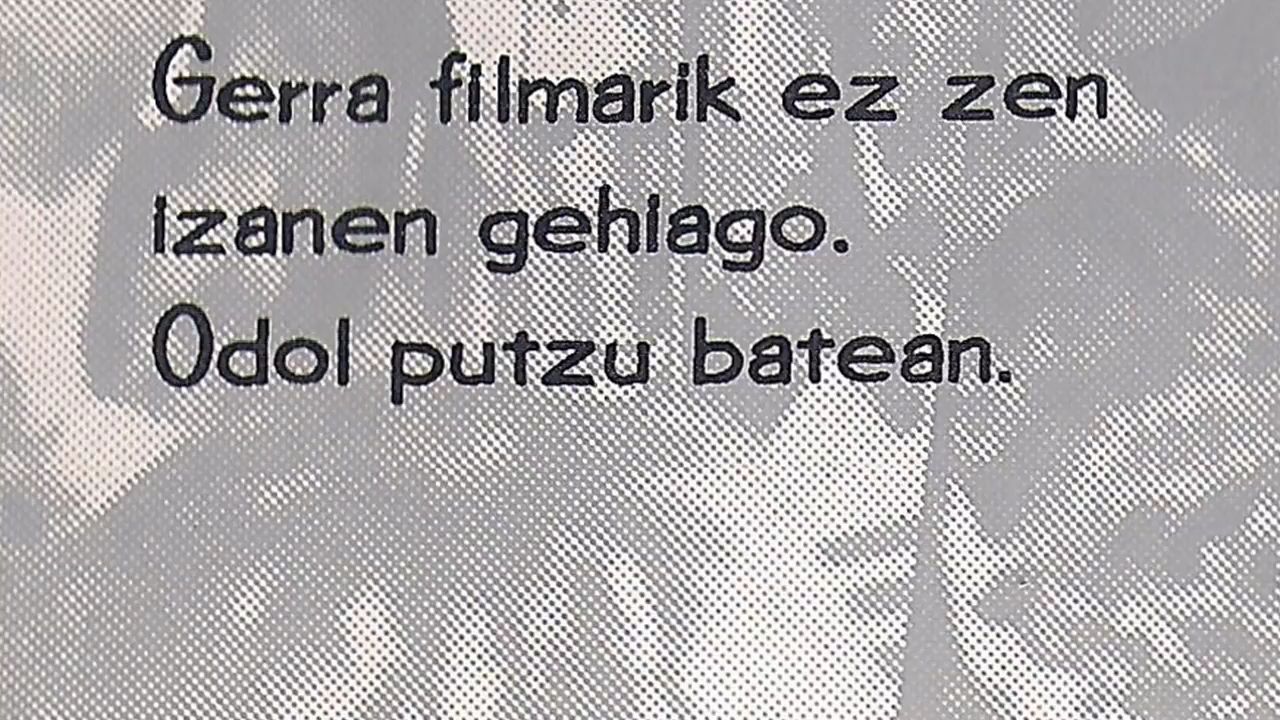 Gerra filmarik ez zen
izanen gehiago.
Odol putzu batean.